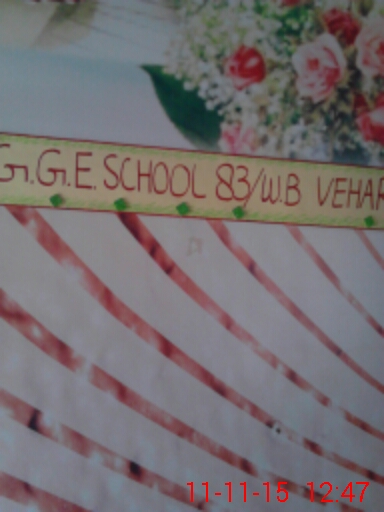 G.G.E. SCHOOL 83/W.B VEHAR
11-11-15 12:47